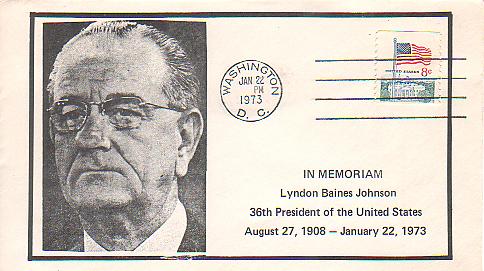 WASHINGTON
JAN 22
PM
1973
D. C.
UNITED STATES 8¢
IN MEMORIAM
Lyndon Baines Johnson
36th President of the United States
August 27, 1908 — January 22, 1973